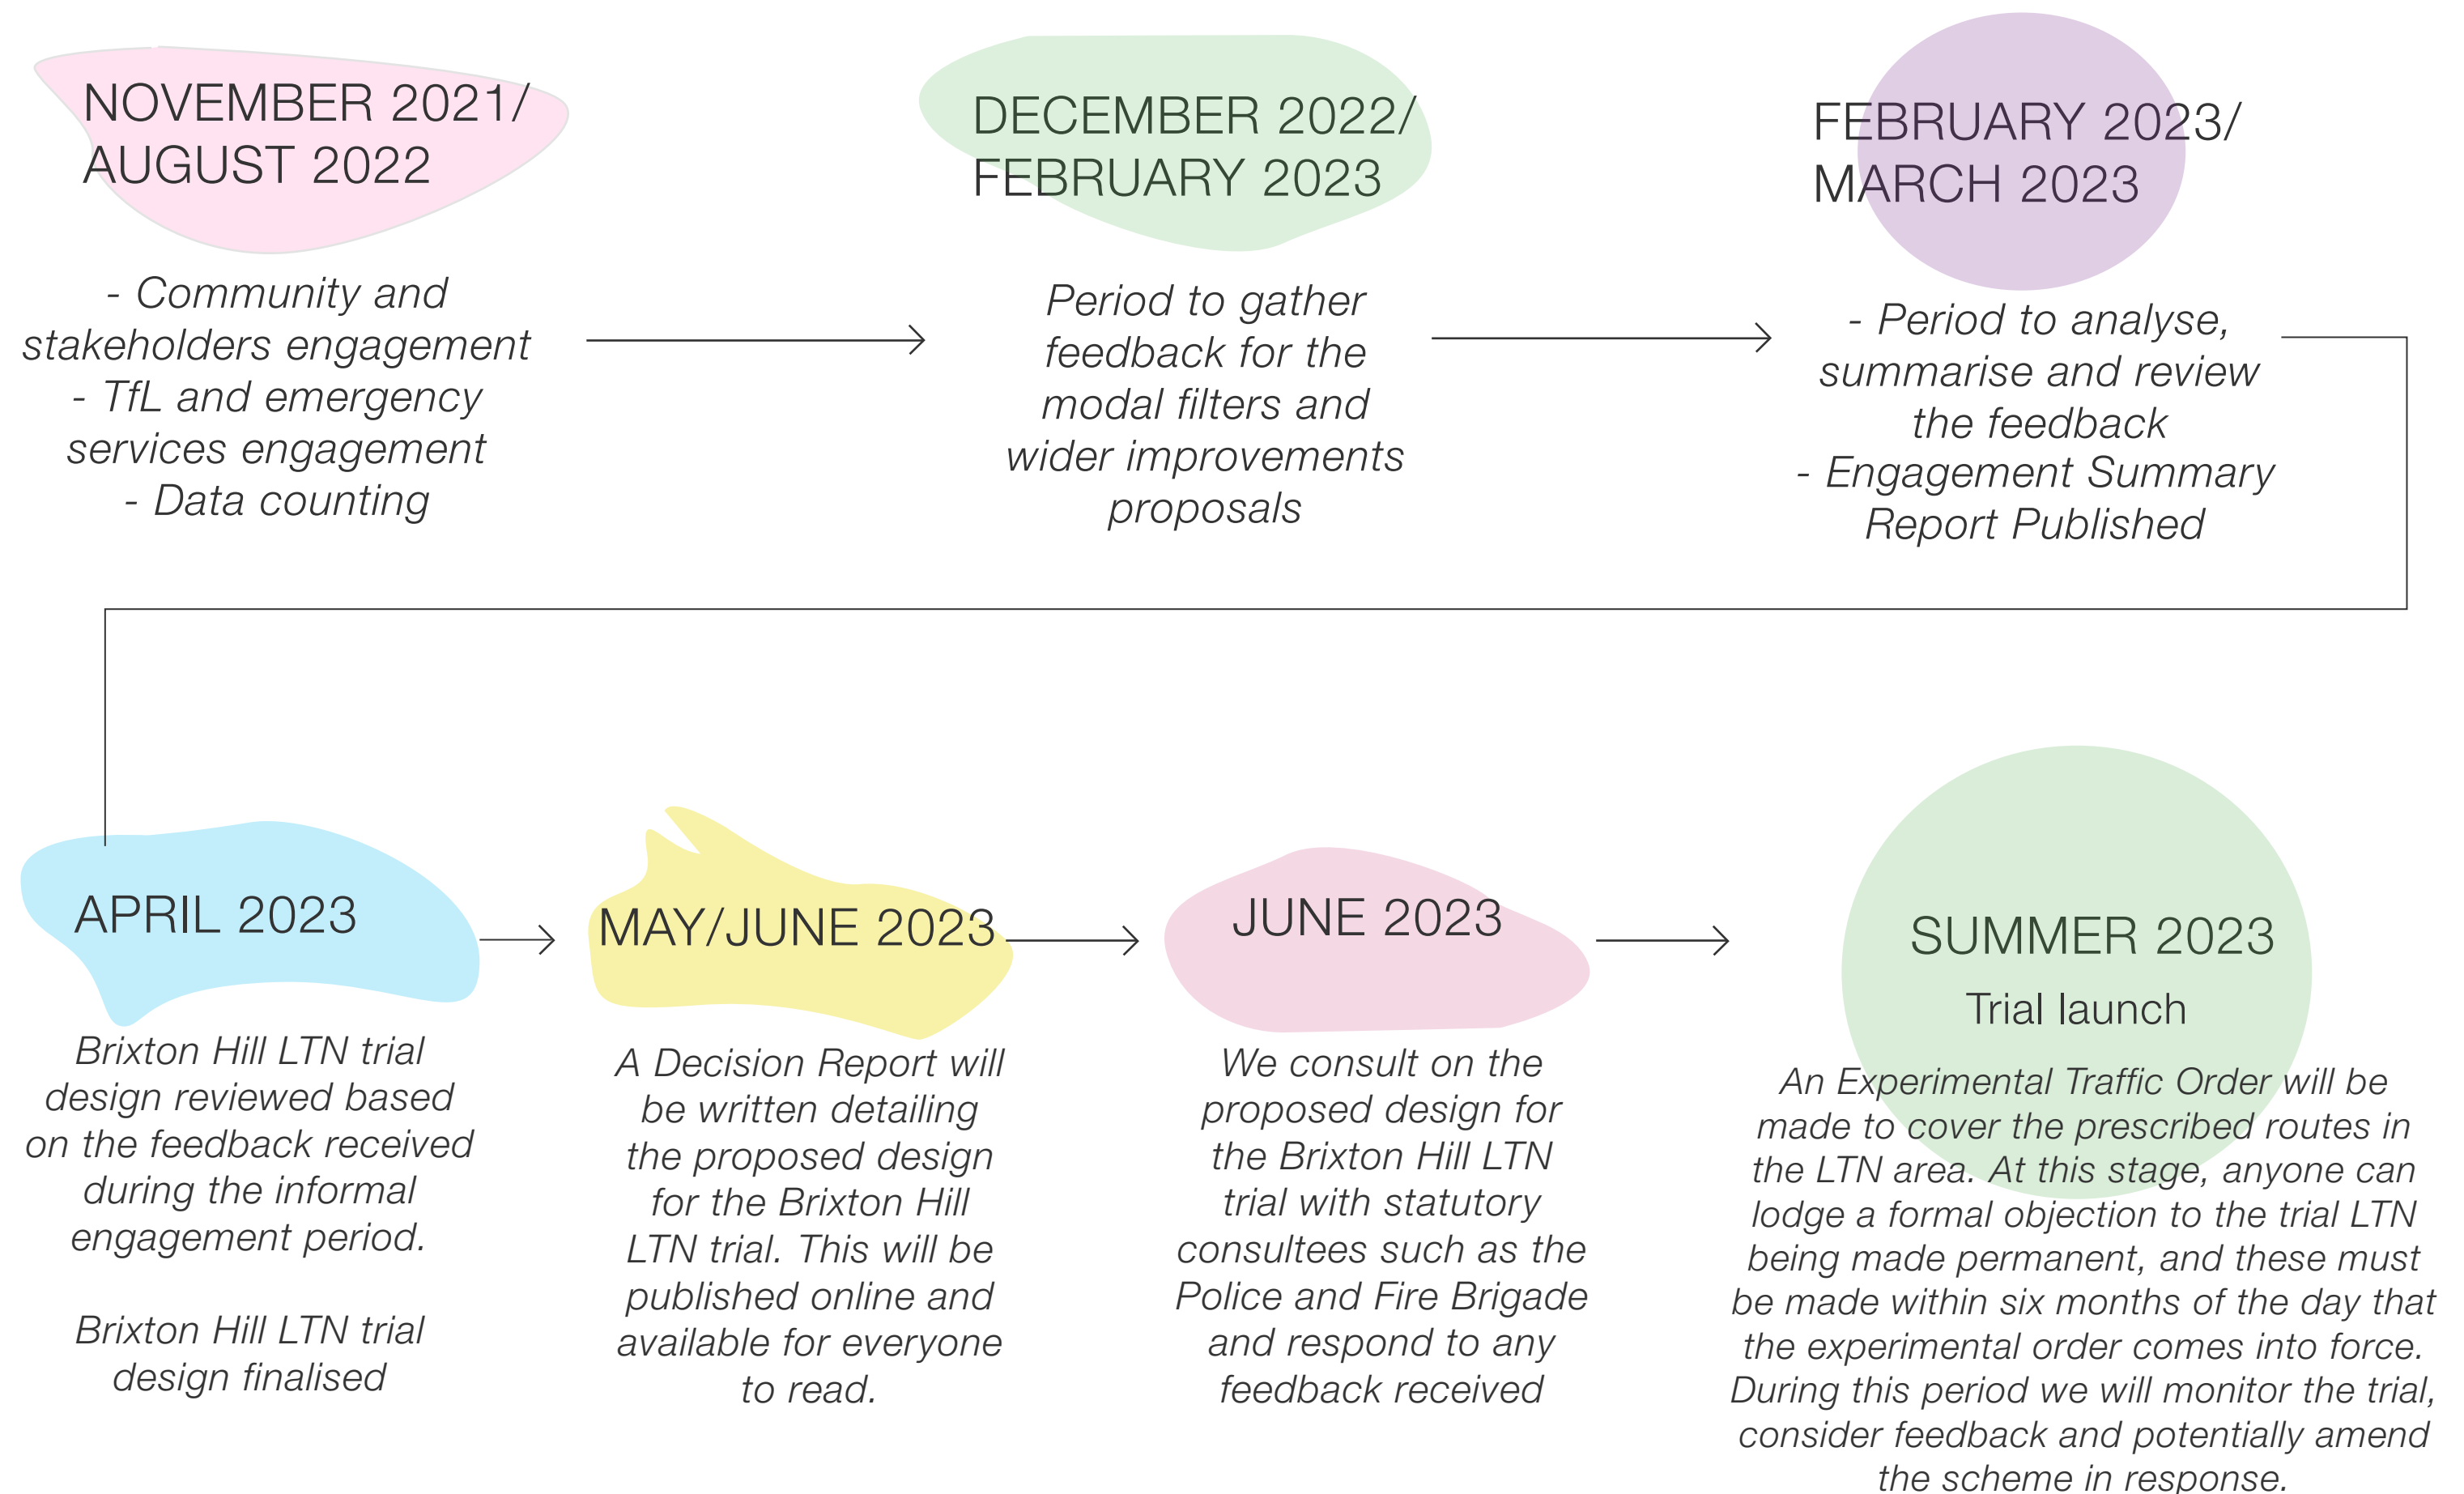 NOVEMBER 2021/
AUGUST 2022
- Community and
stakeholders engagement
- TfL and emergency
services engagement
- Data counting
DECEMBER 2022/
FEBRUARY 2023
Period to gather
feedback for the
modal filters and
wider improvements
proposals
FEBRUARY 2023/
MARCH 2023
- Period to analyse,
summarise and review
the feedback
- Engagement Summary
Report Published
APRIL 2023
Brixton Hill LTN trial
design reviewed based
on the feedback received
during the informal
engagement period.
Brixton Hill LTN trial
design finalised
MAY/JUNE 2023
A Decision Report will
be written detailing
the proposed design
for the Brixton Hill
LTN trial. This will be
published online and
available for everyone
to read.
JUNE 2023
We consult on the
proposed design for
the Brixton Hill LTN
trial with statutory
consultees such as the
Police and Fire Brigade
and respond to any
feedback received
SUMMER 2023
Trial launch
An Experimental Traffic Order will be
made to cover the prescribed routes in
the LTN area. At this stage, anyone can
lodge a formal objection to the trial LTN
being made permanent, and these must
be made within six months of the day that
the experimental order comes into force.
During this period we will monitor the trial,
consider feedback and potentially amend
the scheme in response.